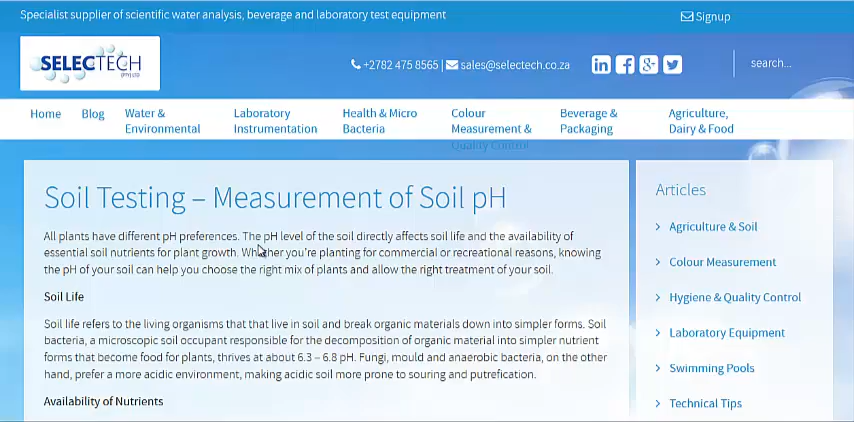 Specialist supplier of scientific water analysis, beverage and laboratory test equipment
Signup
SELECTECH
(PTY) LTD
+2782 475 8565 | sales@selectech.co.za
search...
Home
Blog
Water &
Environmental
Laboratory
Instrumentation
Health & Micro
Bacteria
Colour
Measurement &
Quality Control
Beverage &
Packaging
Agriculture,
Dairy & Food
Soil Testing – Measurement of Soil pH
All plants have different pH preferences. The pH level of the soil directly affects soil life and the availability of
essential soil nutrients for plant growth. Whether you're planting for commercial or recreational reasons, knowing
the pH of your soil can help you choose the right mix of plants and allow the right treatment of your soil.
Soil Life
Soil life refers to the living organisms that that live in soil and break organic materials down into simpler forms. Soil
bacteria, a microscopic soil occupant responsible for the decomposition of organic material into simpler nutrient
forms that become food for plants, thrives at about 6.3 – 6.8 pH. Fungi, mould and anaerobic bacteria, on the other
hand, prefer a more acidic environment, making acidic soil more prone to souring and putrefication.
Availability of Nutrients
Articles
Agriculture & Soil
Colour Measurement
Hygiene & Quality Control
Laboratory Equipment
Swimming Pools
Technical Tips